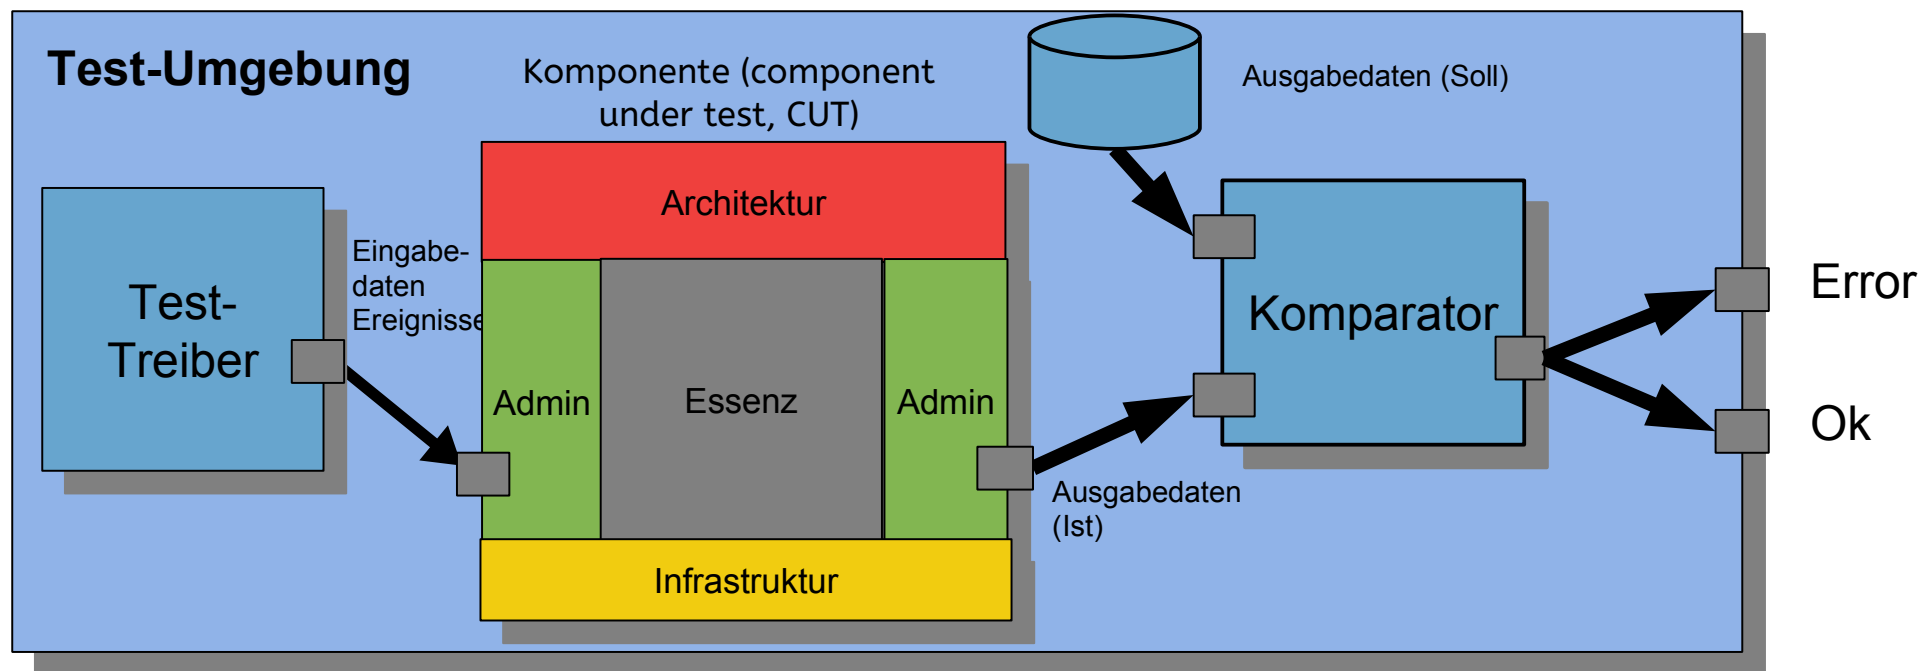 Test-Umgebung
Komponente (component
under test, CUT)
Ausgabedaten (Soll)
Architektur
Eingabe-
daten
Ereignisse
Test-
Treiber
Admin
Essenz
Admin
Komparator
Error
Ok
Ausgabedaten
(Ist)
Infrastruktur